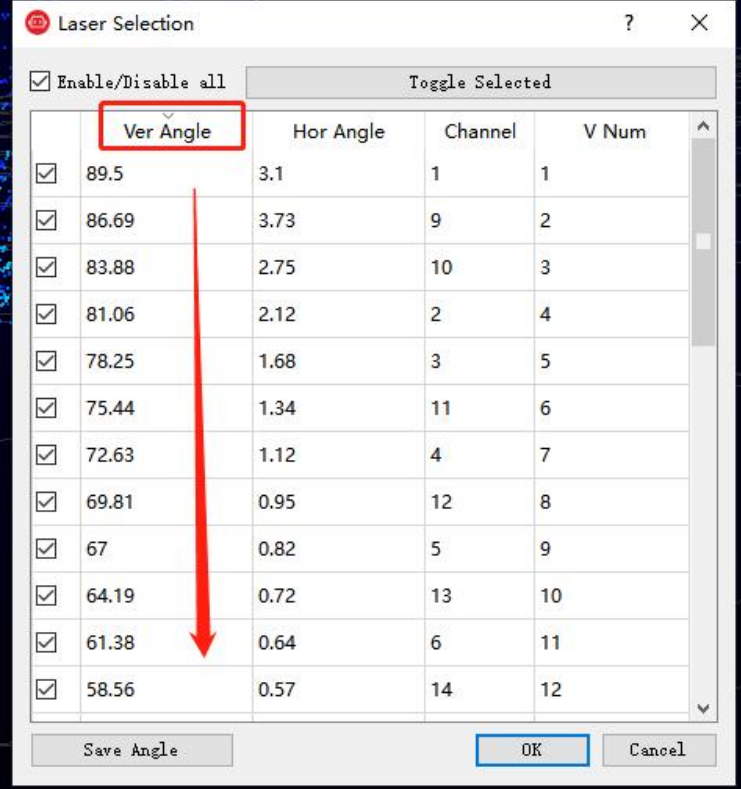 Laser Selection ? ×
Enable/Disable all Toggle Selected
Ver Angle Hor Angle Channel V Num
89.5 3.1 1 1
86.69 3.73 9 2
83.88 2.75 10 3
81.06 2.12 2 4
78.25 1.68 3 5
75.44 1.34 11 6
72.63 1.12 4 7
69.81 0.95 12 8
67 0.82 5 9
64.19 0.72 13 10
61.38 0.64 6 11
58.56 0.57 14 12
Save Angle OK Cancel